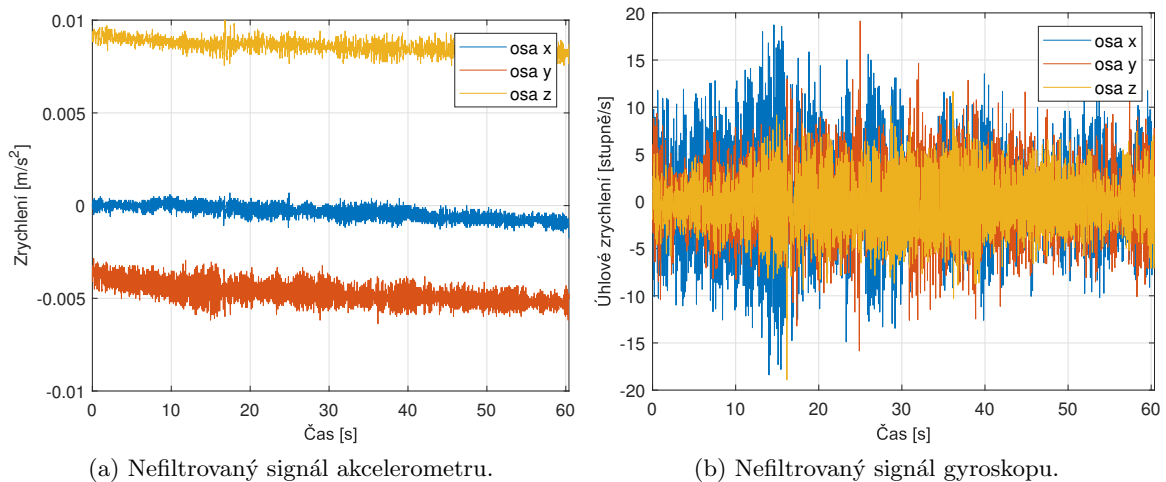 0.01
0.005
0
-0.005
-0.01
Zrychlení [m/s²]
0 10 20 30 40 50 60
Čas [s]
osa x
osa y
osa z
(a) Nefiltrovaný signál akcelerometru.
20
15
10
5
0
-5
-10
-15
-20
Úhlové zrychlení [stupně/s]
0 10 20 30 40 50 60
Čas [s]
osa x
osa y
osa z
(b) Nefiltrovaný signál gyroskopu.